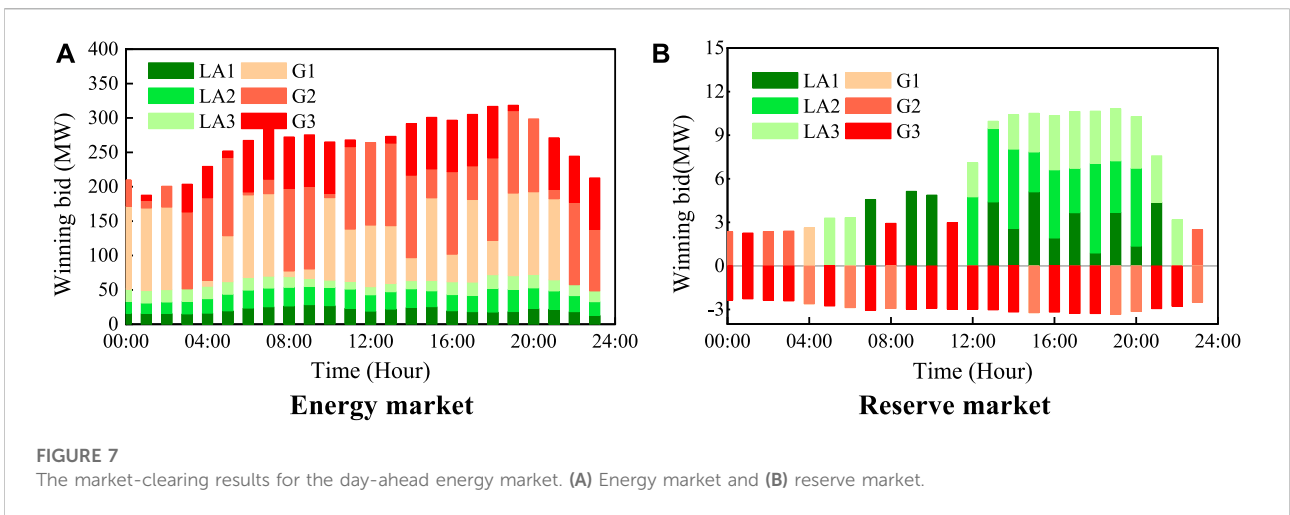 A
400
350
300
250
200
150
100
50
0
Winning bid (MW)
LA1 G1
LA2 G2
LA3 G3
00:00 04:00 08:00 12:00 16:00 20:00 24:00
Time (Hour)
Energy market
B
15
12
9
6
3
0
-3
Winning bid(MW)
LA1 G1
LA2 G2
LA3 G3
00:00 04:00 08:00 12:00 16:00 20:00 24:00
Time (Hour)
Reserve market
FIGURE 7
The market-clearing results for the day-ahead energy market. (A) Energy market and (B) reserve market.